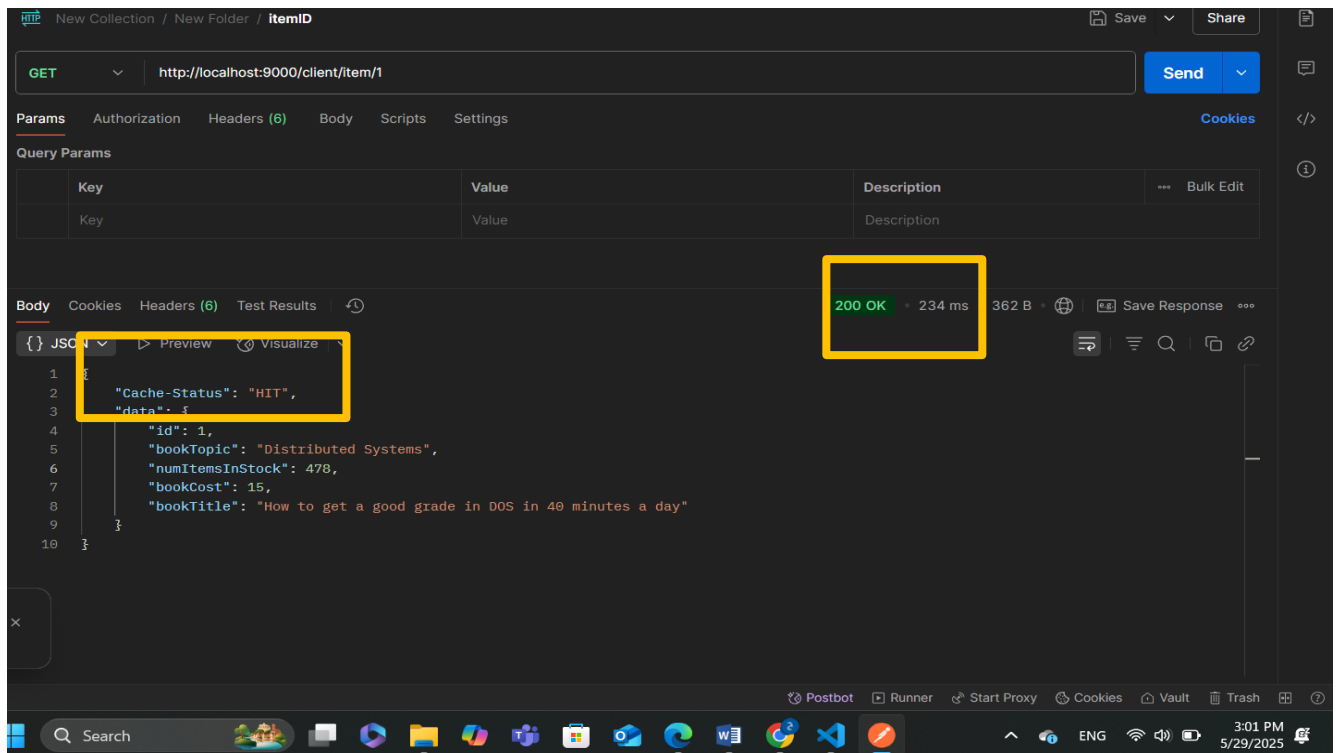 HTTP New Collection / New Folder / itemID Save Share
GET http://localhost:9000/client/item/1 Send
Params Authorization Headers (6) Body Scripts Settings Cookies
Query Params
Key Value Description Bulk Edit
Key Value Description
Body Cookies Headers (6) Test Results 200 OK 234 ms 362 B e.g. Save Response
{} JSON Preview Visualize
1 {
2 "Cache-Status": "HIT",
3 "data": {
4 "id": 1,
5 "bookTopic": "Distributed Systems",
6 "numItemsInStock": 478,
7 "bookCost": 15,
8 "bookTitle": "How to get a good grade in DOS in 40 minutes a day"
9 }
10 }
Postbot Runner Start Proxy Cookies Vault Trash
Search 2 ENG 3:01 PM
5/29/2025